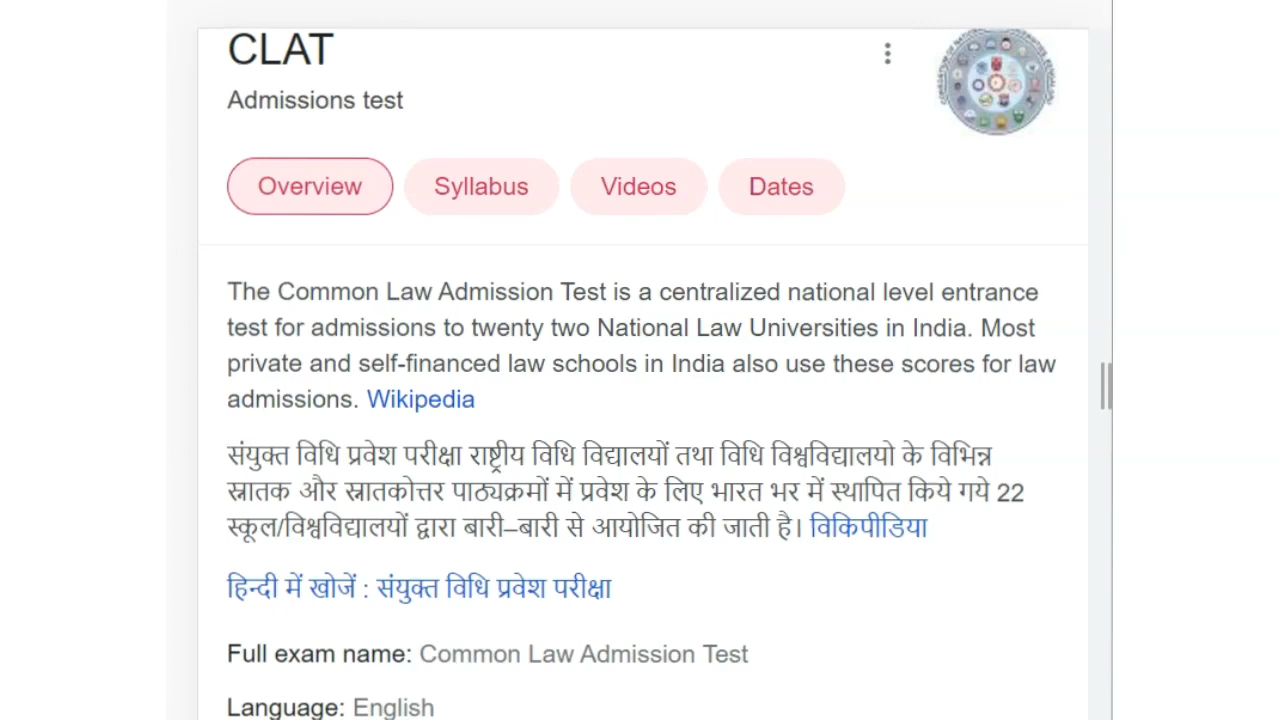 CLAT
Admissions test
Overview
Syllabus
Videos
Dates
The Common Law Admission Test is a centralized national level entrance
test for admissions to twenty two National Law Universities in India. Most
private and self-financed law schools in India also use these scores for law
admissions. Wikipedia
संयुक्त विधि प्रवेश परीक्षा राष्ट्रीय विधि विद्यालयों तथा विधि विश्वविद्यालयो के विभिन्न
स्नातक और स्नातकोत्तर पाठ्यक्रमों में प्रवेश के लिए भारत भर में स्थापित किये गये 22
स्कूल/विश्वविद्यालयों द्वारा बारी–बारी से आयोजित की जाती है। विकिपीडिया
हिन्दी में खोजें : संयुक्त विधि प्रवेश परीक्षा
Full exam name: Common Law Admission Test
Language: English